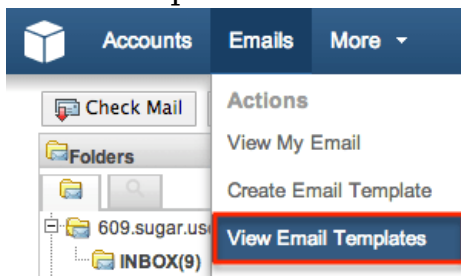 Accounts Emails More
Check Mail
Actions
Folders
View My Email
Create Email Template
609.sugar.us
View Email Templates
INBOX(9)